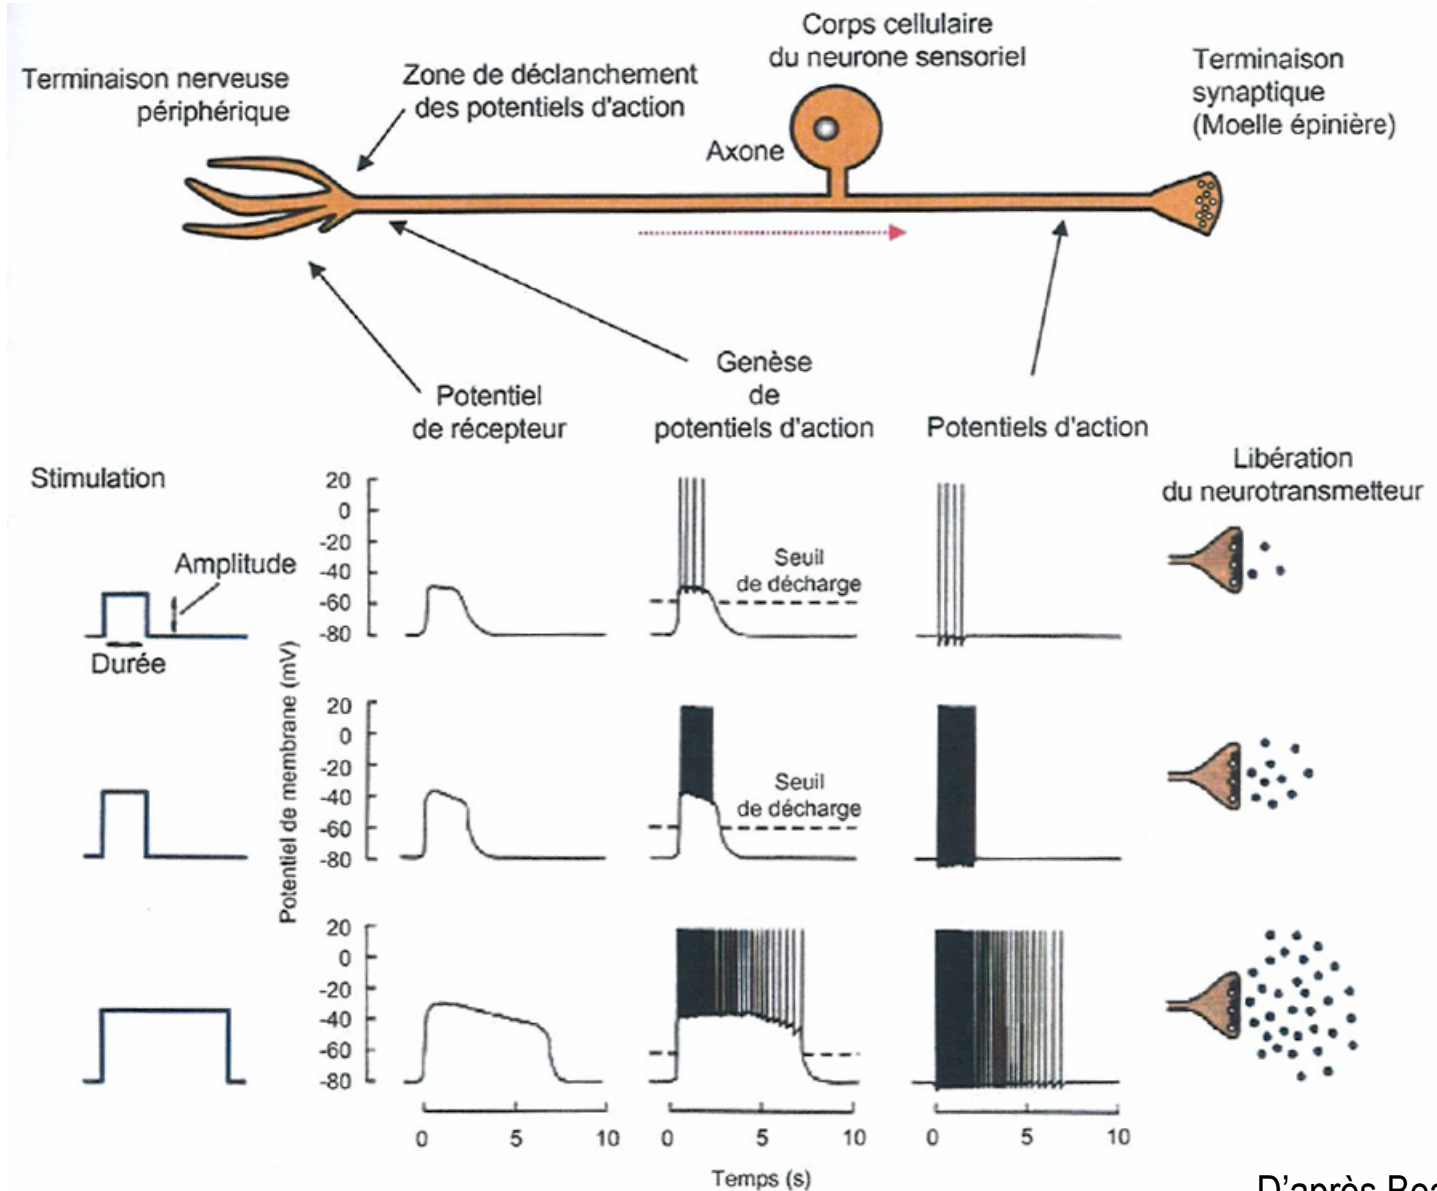 Corps cellulaire
du neurone sensoriel
Terminaison nerveuse
périphérique
Zone de déclanchement
des potentiels d'action
Terminaison
synaptique
(Moelle épinière)
Axone
Genèse
de
potentiels d'action
Potentiel
de récepteur
Potentiels d'action
Libération
du neurotransmetteur
Stimulation
Amplitude
Durée
Potentiel de membrane (mV)
20
0
-20
-40
-60
-80
Seuil
de décharge
20
0
-20
-40
-60
-80
Seuil
de décharge
20
0
-20
-40
-60
-80
0 5 10
0 5 10
0 5 10
Temps (s)
D'après